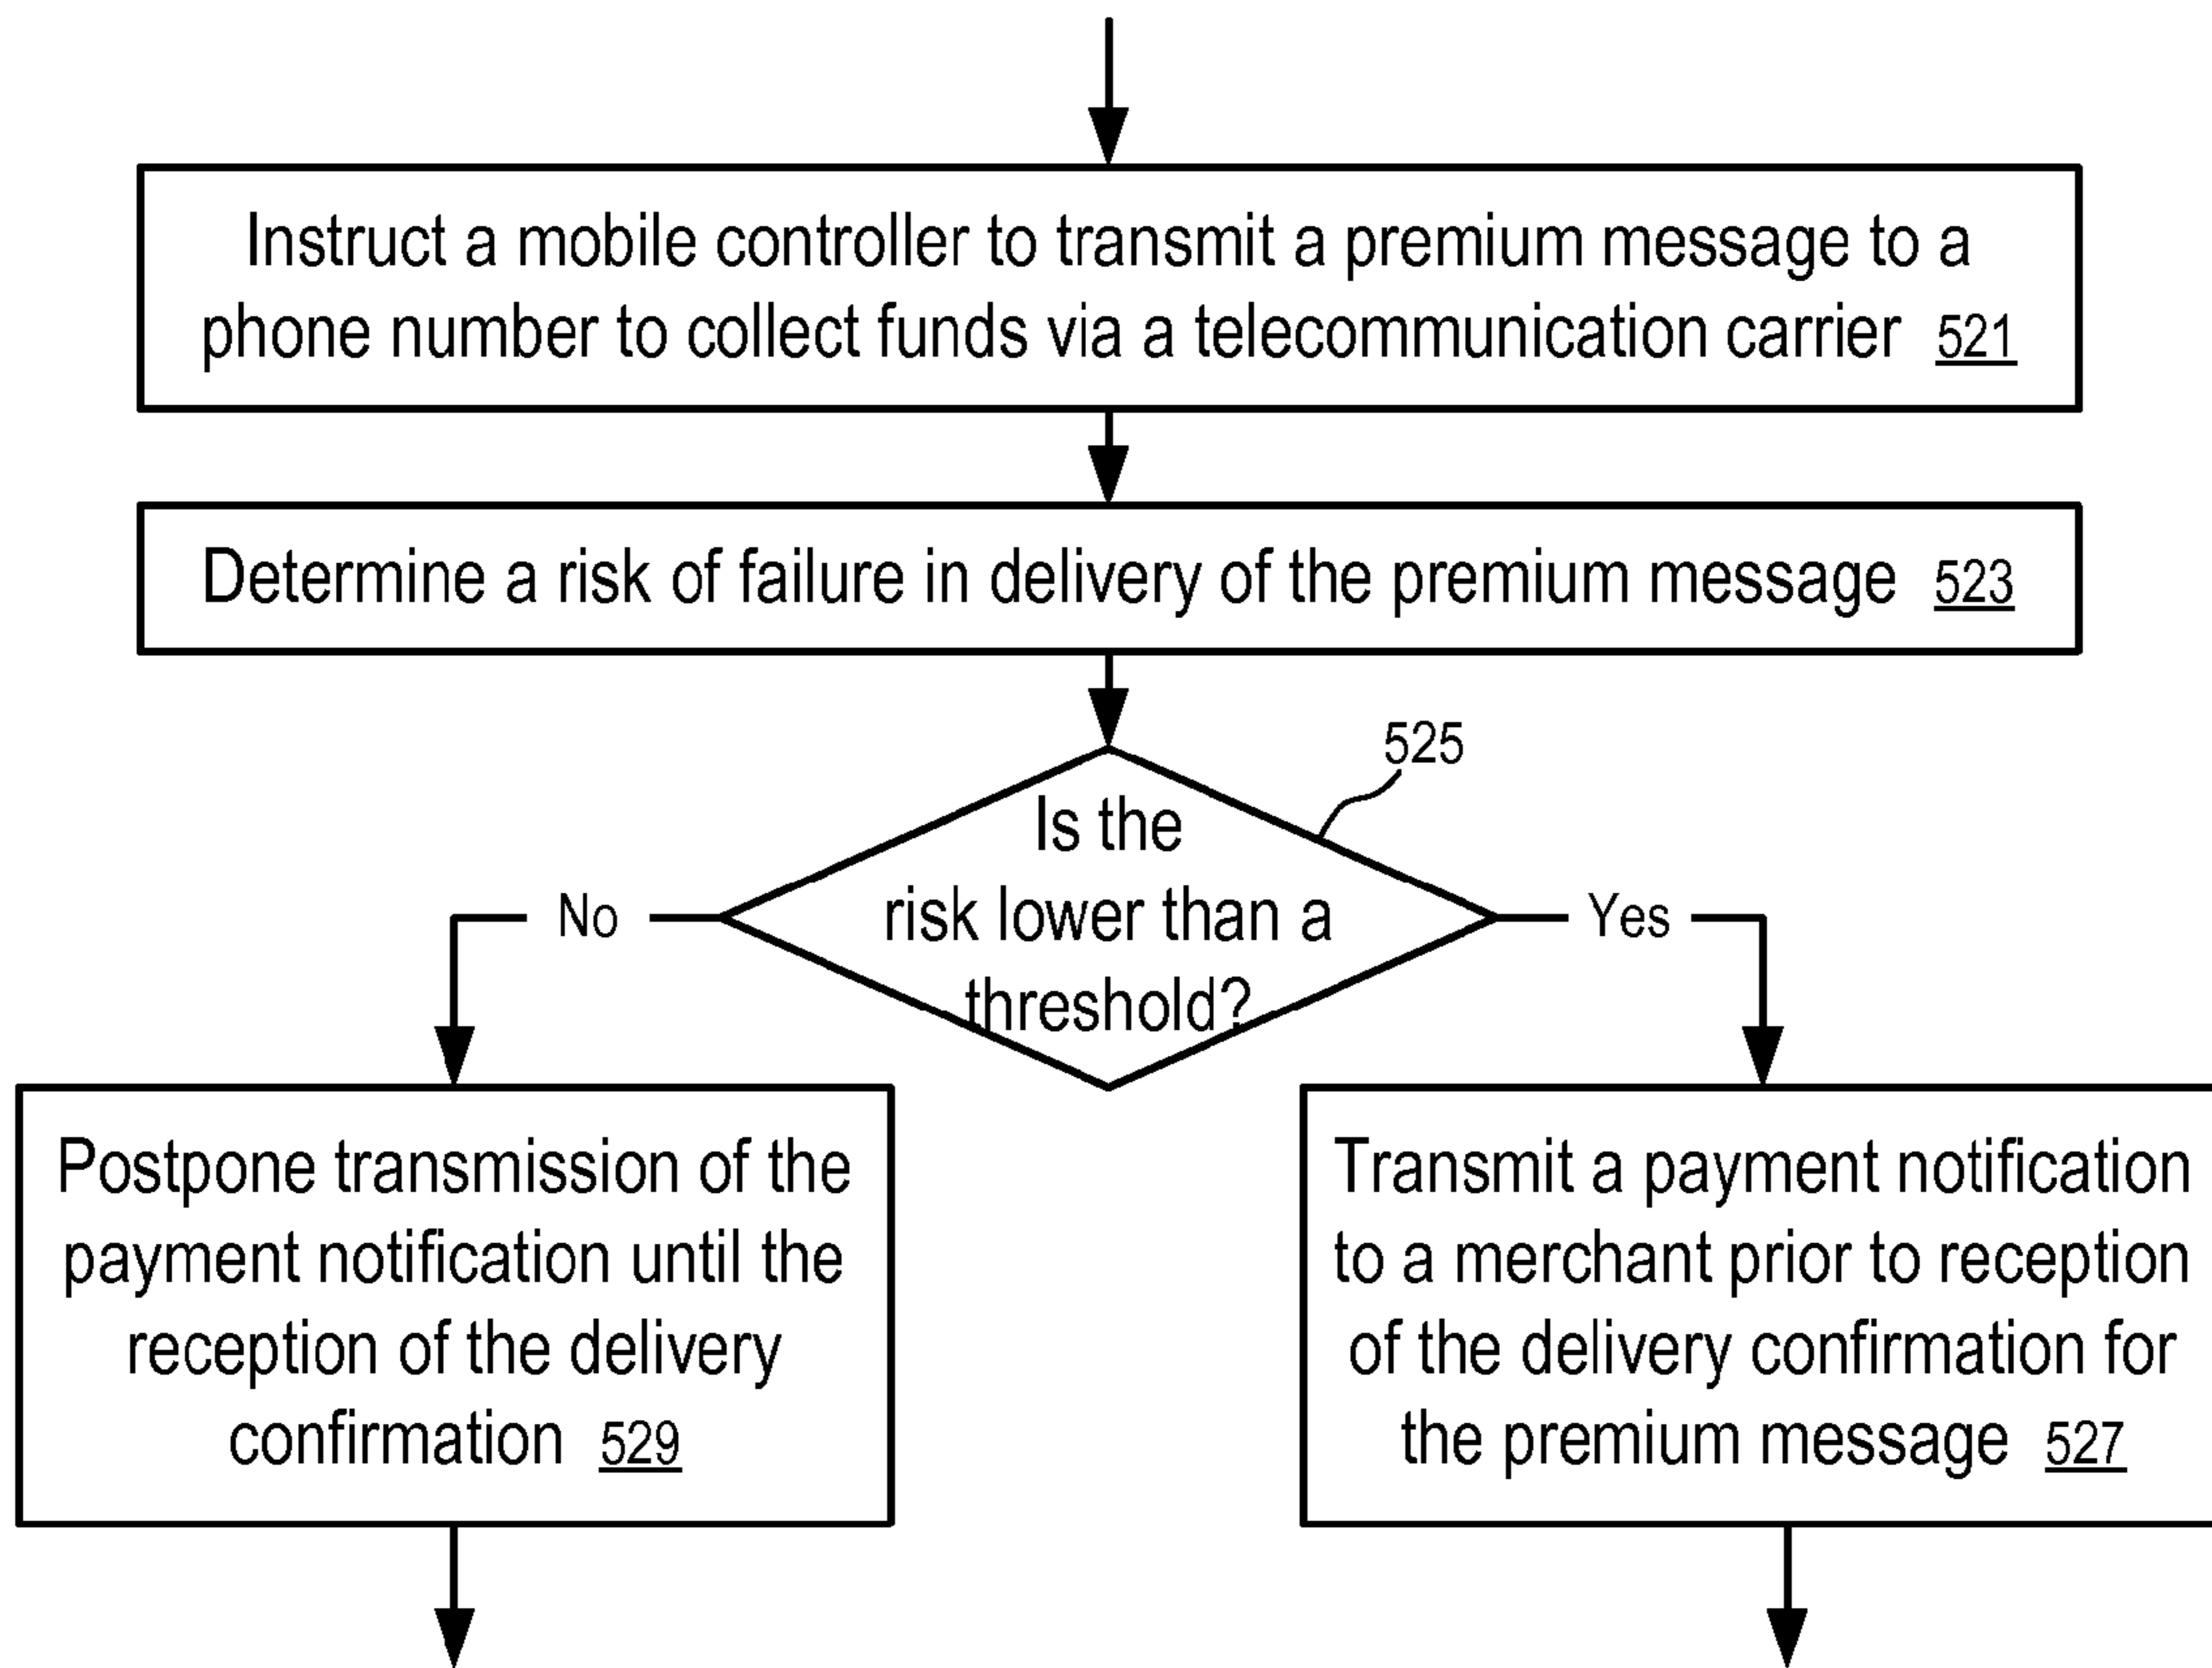 Instruct a mobile controller to transmit a premium message to a
phone number to collect funds via a telecommunication carrier 521
Determine a risk of failure in delivery of the premium message 523
525
Is the
risk lower than a
threshold?
No
Yes
Postpone transmission of the
payment notification until the
reception of the delivery
confirmation 529
Transmit a payment notification
to a merchant prior to reception
of the delivery confirmation for
the premium message 527